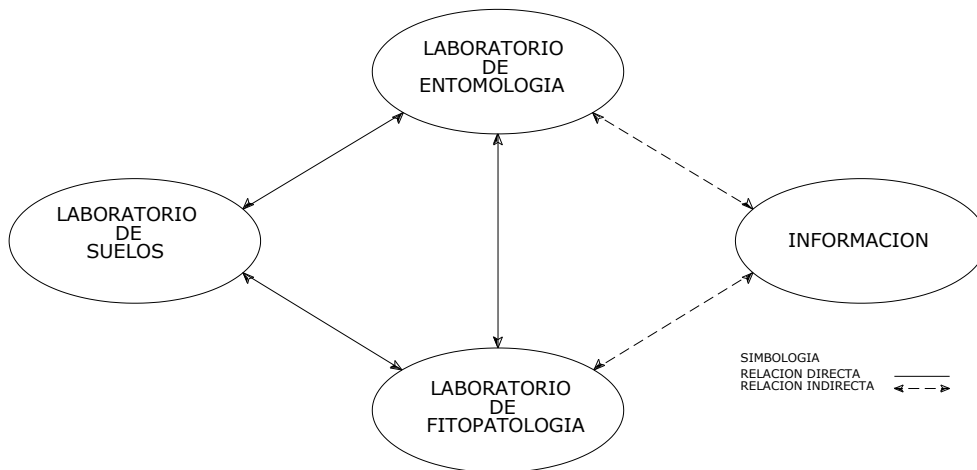 LABORATORIO
DE
ENTOMOLOGIA
LABORATORIO
DE
SUELOS
INFORMACION
LABORATORIO
DE
FITOPATOLOGIA
SIMBOLOGIA
RELACION DIRECTA
RELACION INDIRECTA